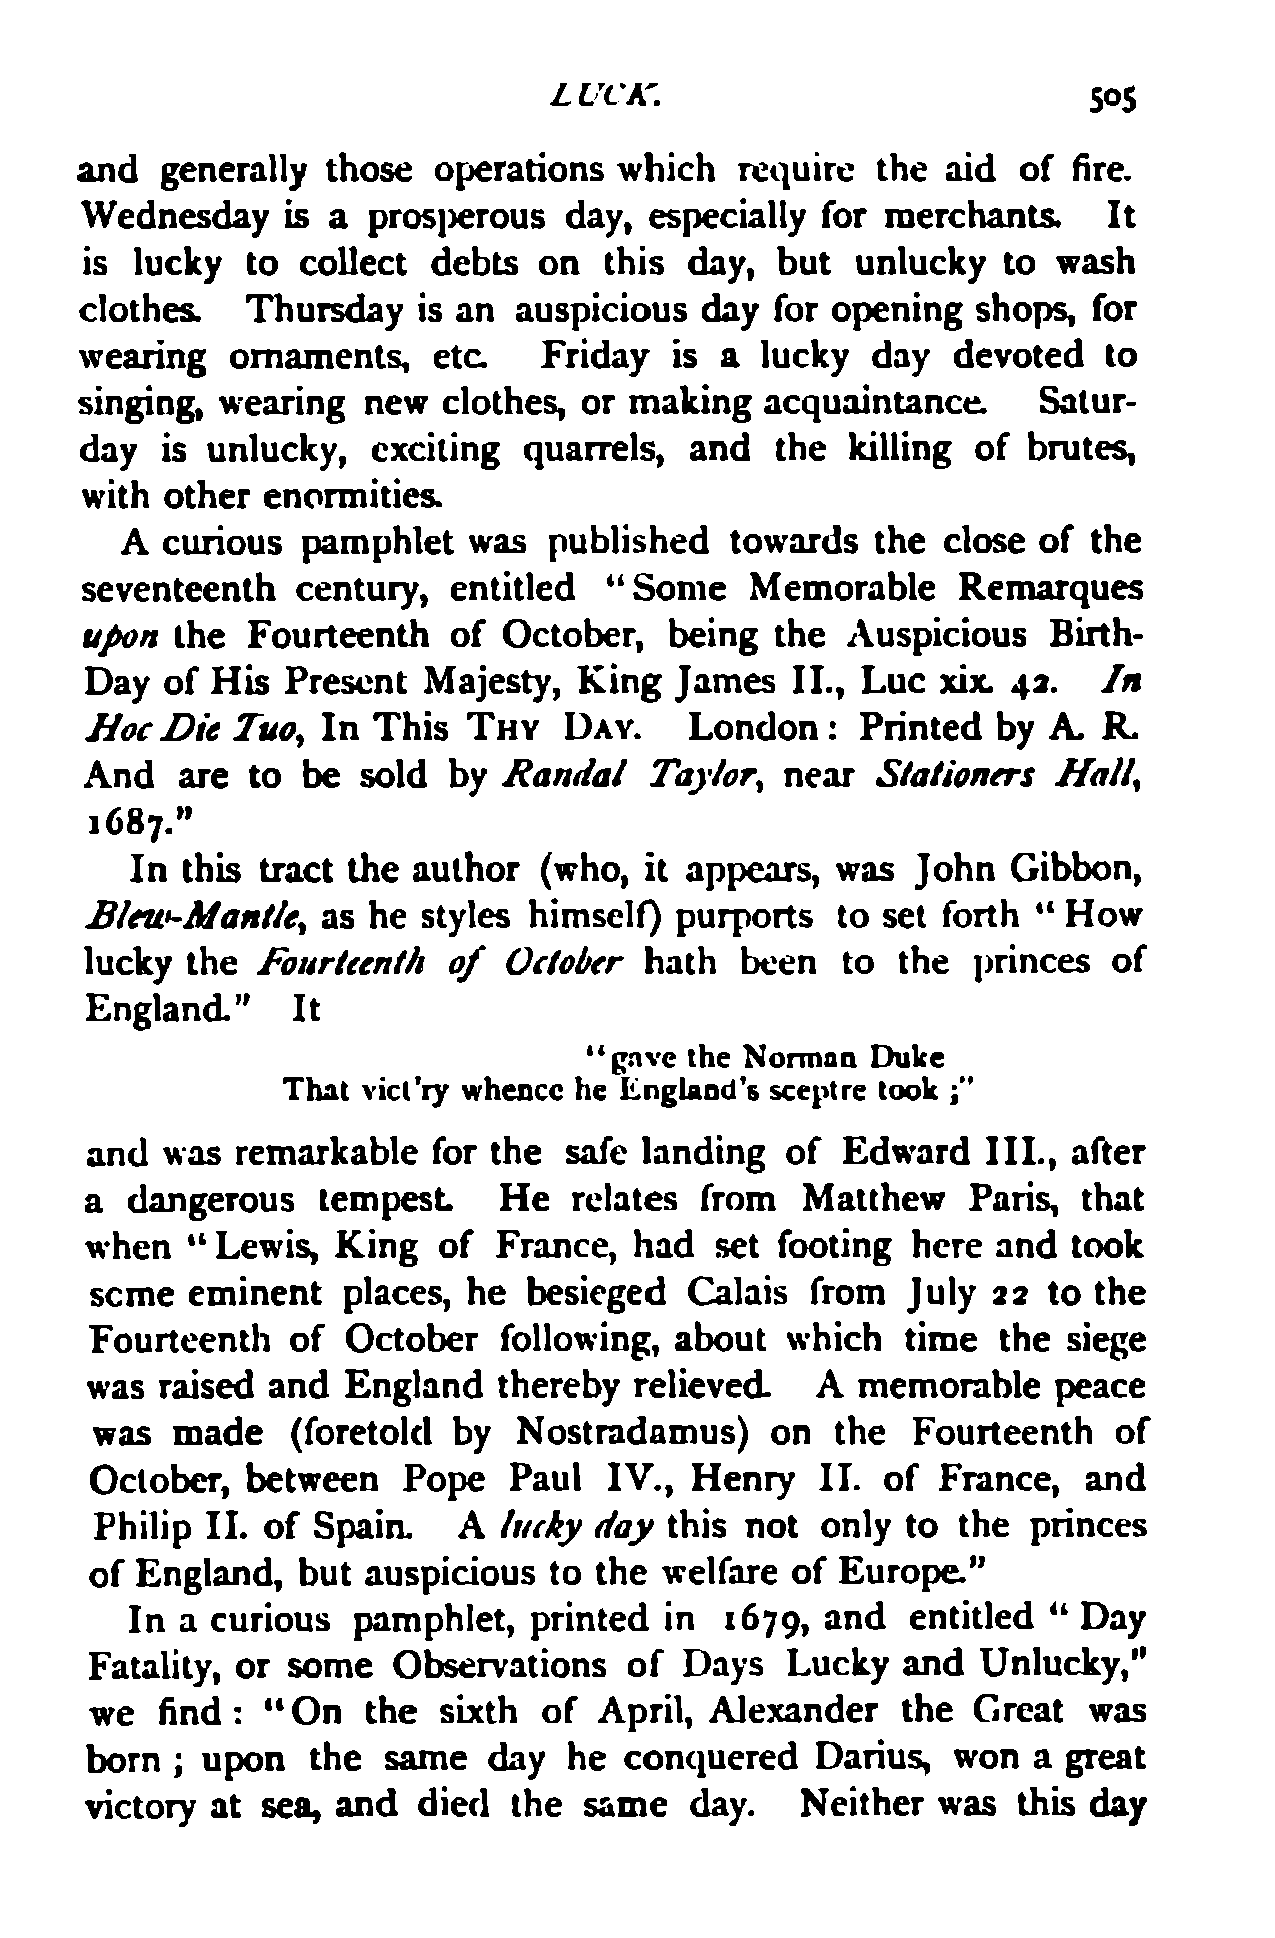 LUCK. 505
and generally those operations which require the aid of fire.
Wednesday is a prosperous day, especially for merchants. It
is lucky to collect debts on this day, but unlucky to wash
clothes. Thursday is an auspicious day for opening shops, for
wearing ornaments, etc. Friday is a lucky day devoted to
singing, wearing new clothes, or making acquaintance. Satur-
day is unlucky, exciting quarrels, and the killing of brutes,
with other enormities.
A curious pamphlet was published towards the close of the
seventeenth century, entitled “Some Memorable Remarques
upon the Fourteenth of October, being the Auspicious Birth-
Day of His Present Majesty, King James II., Luc xix. 42. In
Hoc Die Tuo, In This THY DAY. London: Printed by A. R.
And are to be sold by Randal Taylor, near Stationers Hall,
1687.”
In this tract the author (who, it appears, was John Gibbon,
Blew-Mantle, as he styles himself) purports to set forth “How
lucky the Fourteenth of October hath been to the princes of
England.” It
“gave the Norman Duke
That vict'ry whence he England's sceptre took;”
and was remarkable for the safe landing of Edward III., after
a dangerous tempest. He relates from Matthew Paris, that
when “Lewis, King of France, had set footing here and took
some eminent places, he besieged Calais from July 22 to the
Fourteenth of October following, about which time the siege
was raised and England thereby relieved. A memorable peace
was made (foretold by Nostradamus) on the Fourteenth of
October, between Pope Paul IV., Henry II. of France, and
Philip II. of Spain. A lucky day this not only to the princes
of England, but auspicious to the welfare of Europe.”
In a curious pamphlet, printed in 1679, and entitled “Day
Fatality, or some Observations of Days Lucky and Unlucky,”
we find: “On the sixth of April, Alexander the Great was
born; upon the same day he conquered Darius, won a great
victory at sea, and died the same day. Neither was this day